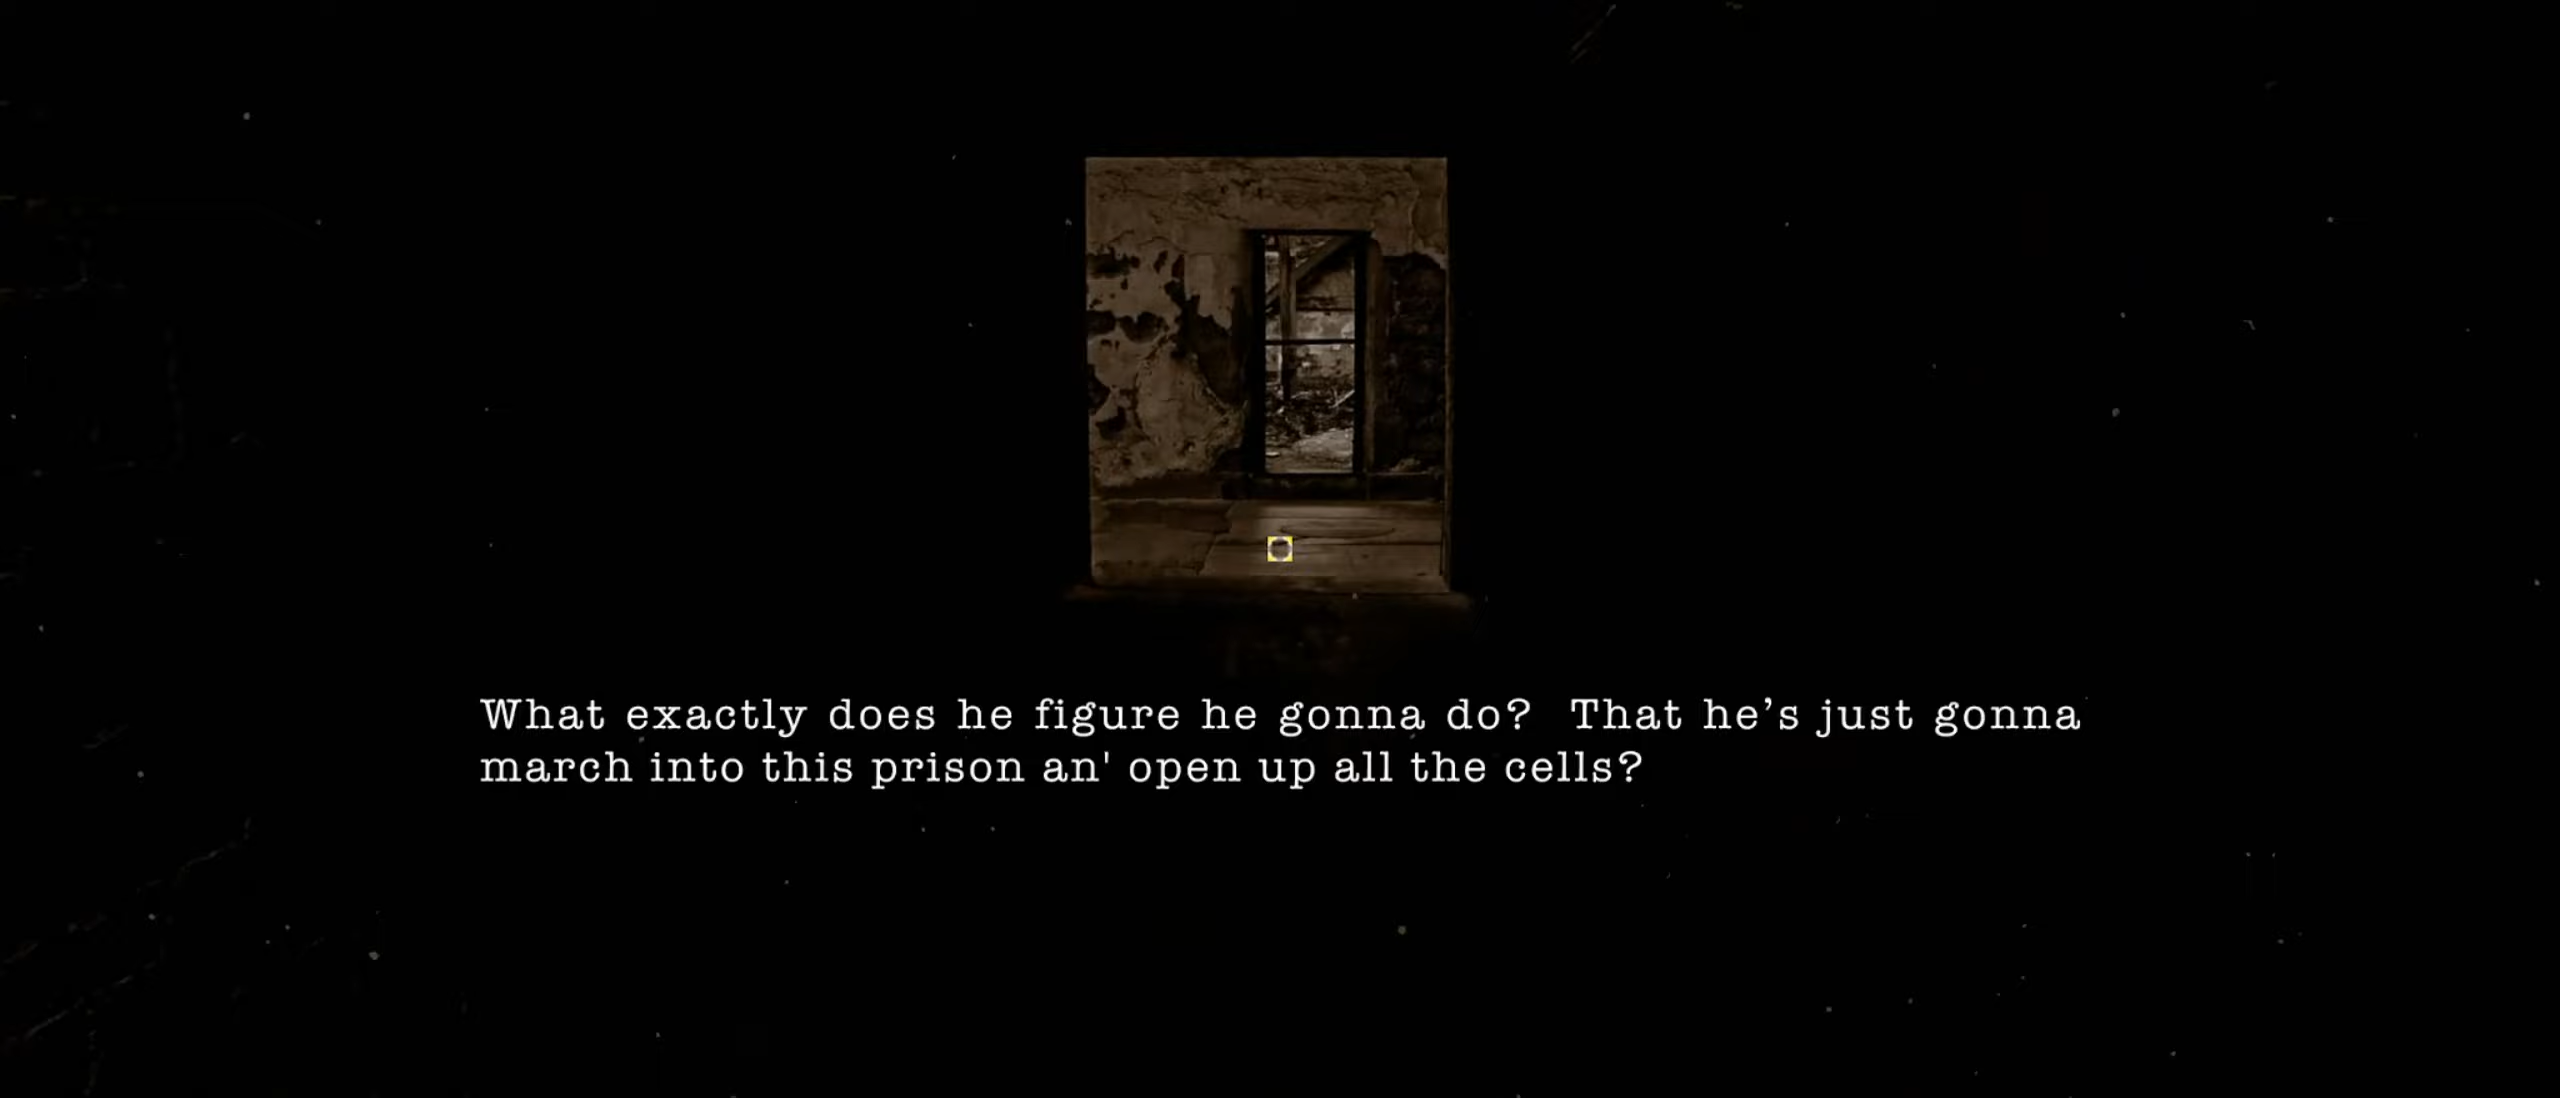 What exactly does he figure he gonna do?  That he’s just gonna
march into this prison an' open up all the cells?